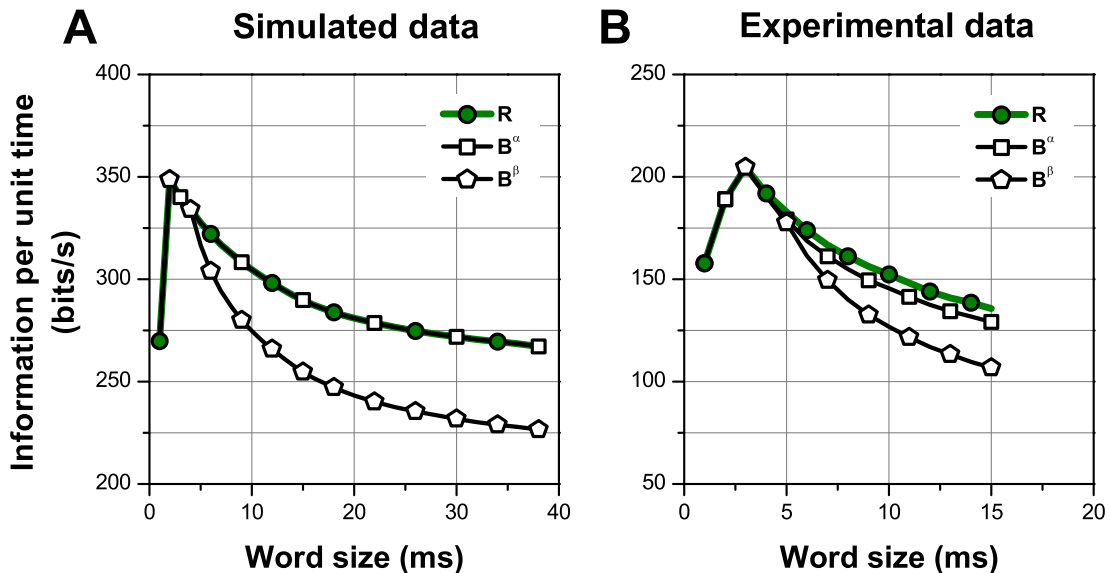 A
Simulated data
Information per unit time
(bits/s)
400
350
300
250
200
0
10
20
30
40
Word size (ms)
R
B^α
B^β
B
Experimental data
250
200
150
100
50
0
5
10
15
20
Word size (ms)
R
B^α
B^β